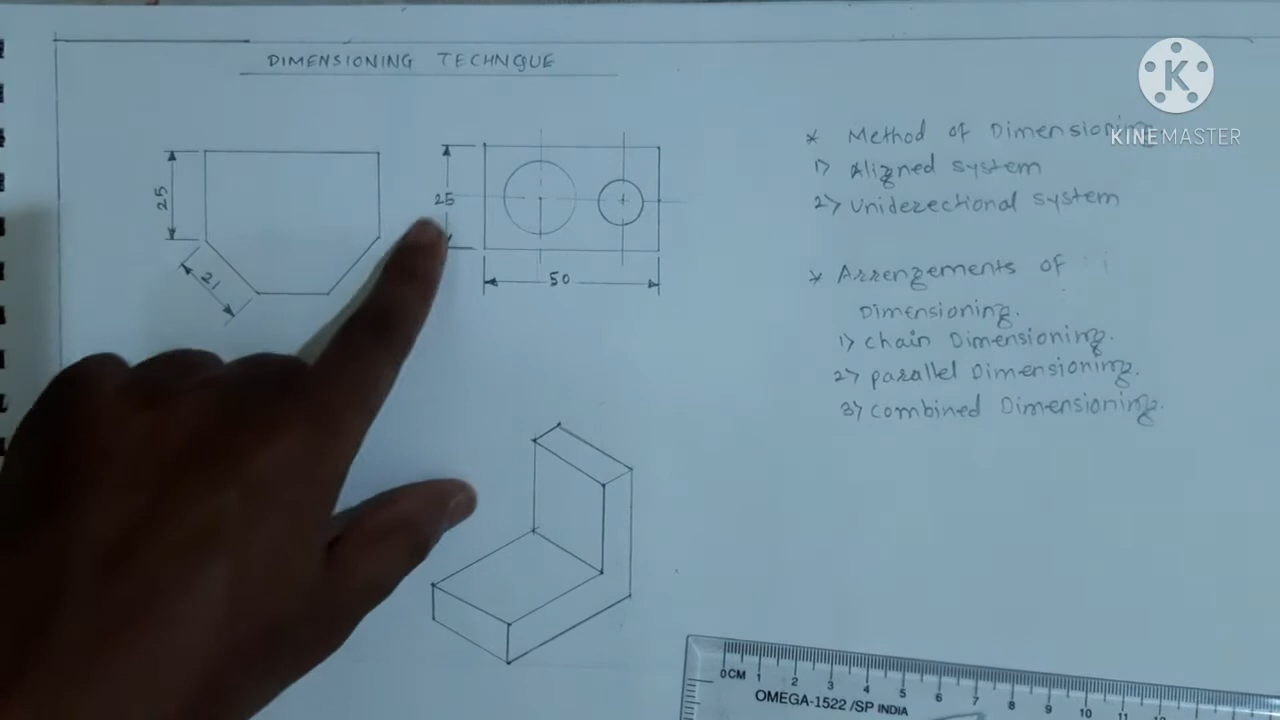 DIMENSIONING TECHNQUE
25
21
25
50
* Method of Dimensioning
1> Aligned system
2> Unidezectional system
* Arrengements of
Dimensioning.
1> chain Dimensioning.
2> parallel Dimensioning.
3> combined Dimensioning.
K
KINEMASTER
0CM 1 2 3 4 5 6 7 8 9 10 11
OMEGA-1522 /SP INDIA